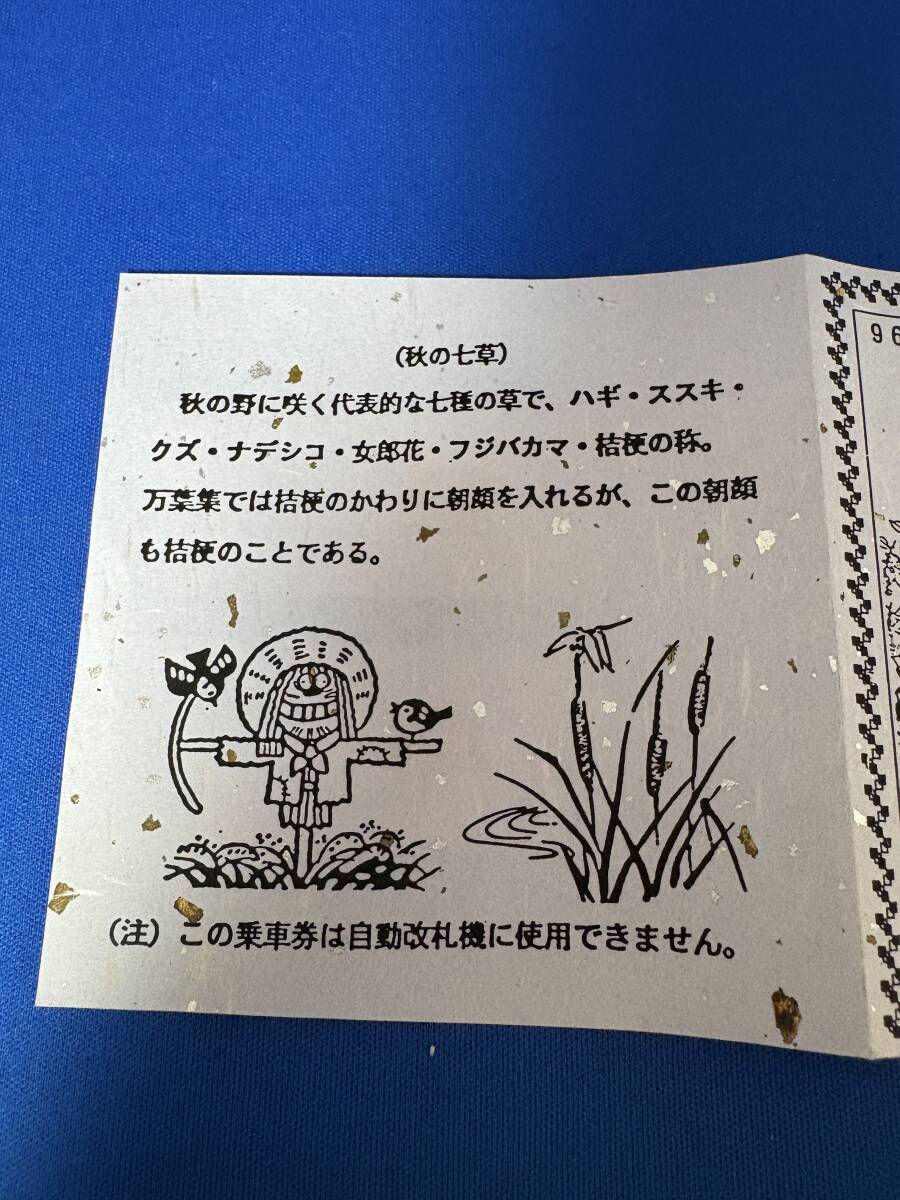 (秋の七草)
秋の野に咲く代表的な七種の草で、ハギ・ススキ・
クズ・ナデシコ・女郎花・フジバカマ・桔梗の称。
万葉集では桔梗のかわりに朝顔を入れるが、この朝顔
も桔梗のことである。
(注) この乗車券は自動改札機に使用できません。
96